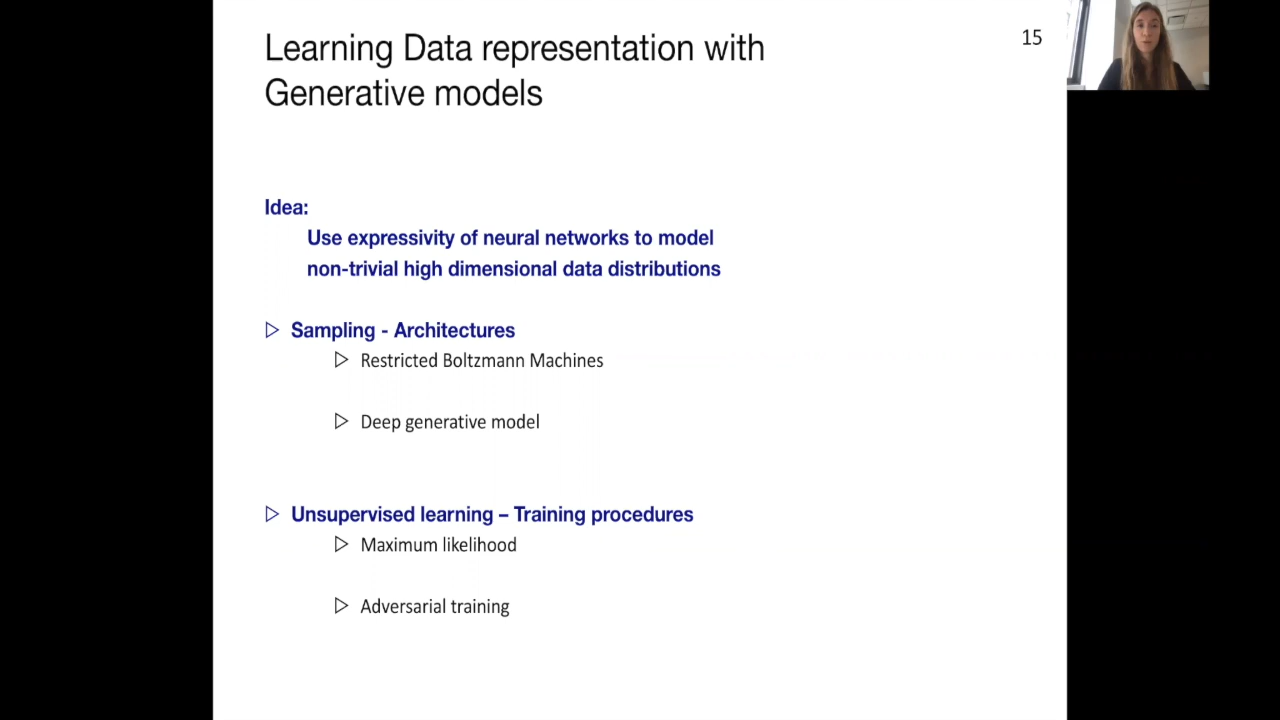 Learning Data representation with
Generative models
15
Idea:
Use expressivity of neural networks to model
non-trivial high dimensional data distributions
Sampling - Architectures
Restricted Boltzmann Machines
Deep generative model
Unsupervised learning – Training procedures
Maximum likelihood
Adversarial training